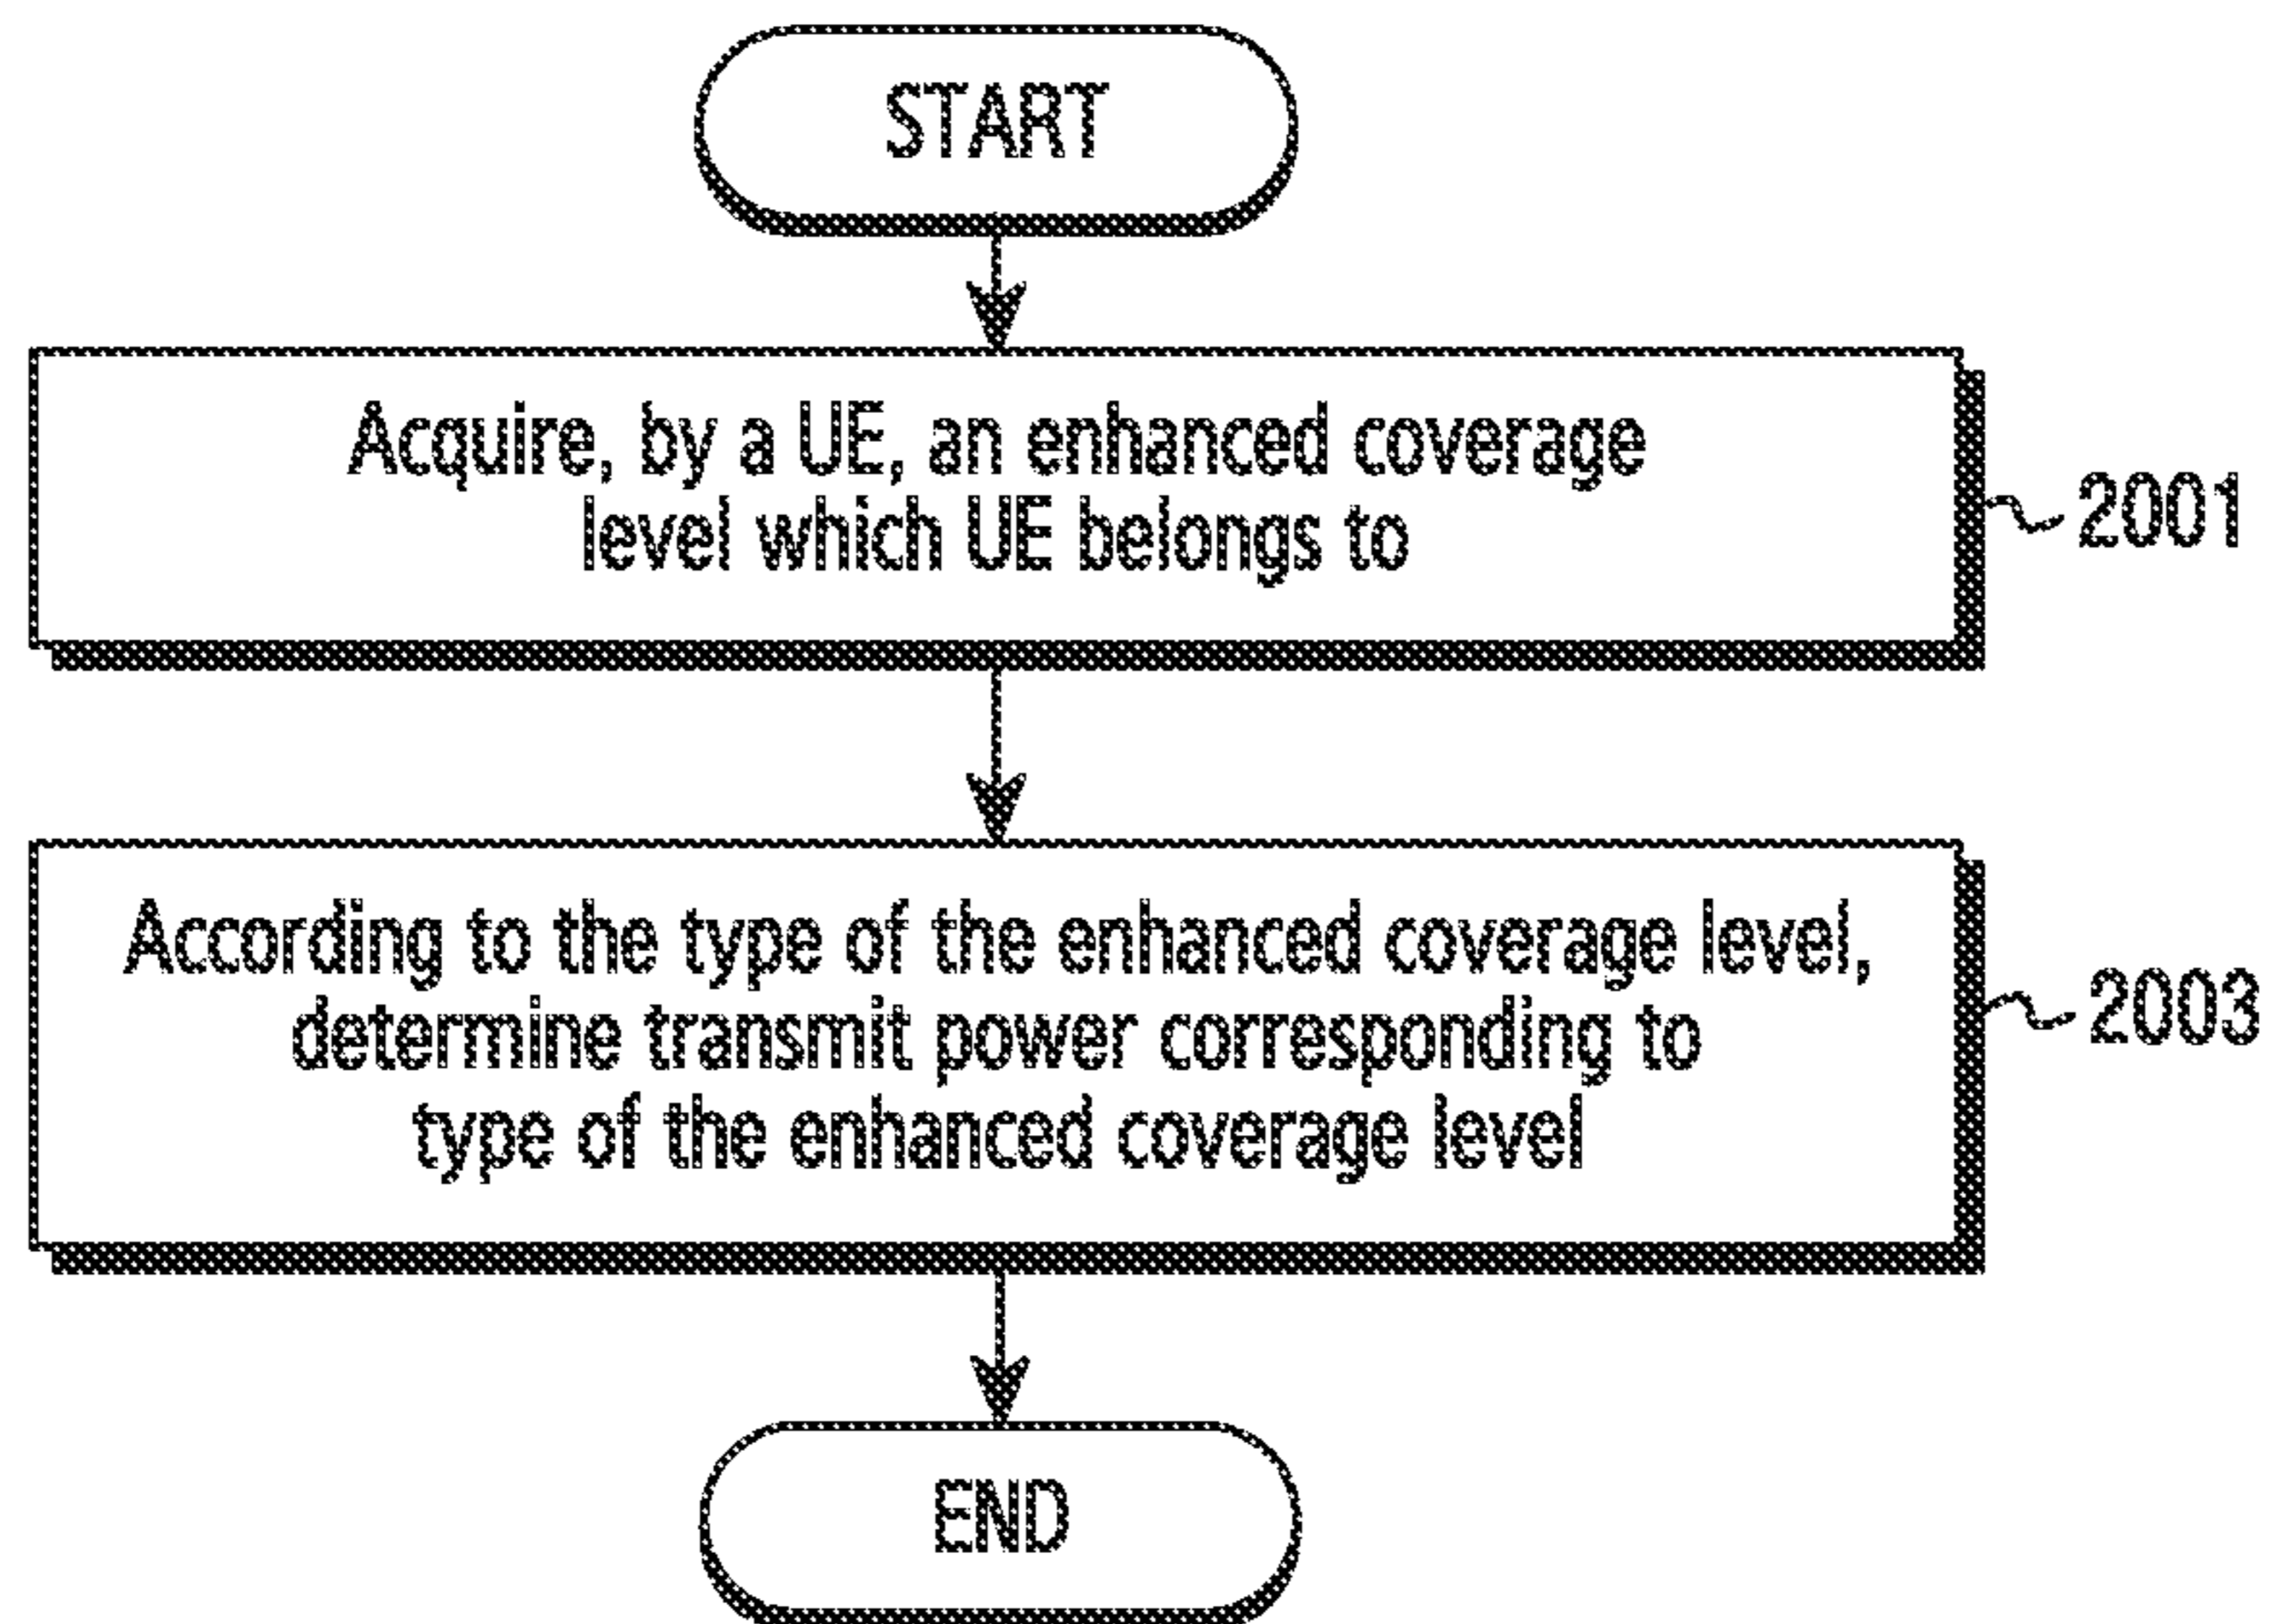 START
Acquire, by a UE, an enhanced coverage
level which UE belongs to
2001
According to the type of the enhanced coverage level,
determine transmit power corresponding to
type of the enhanced coverage level
2003
END